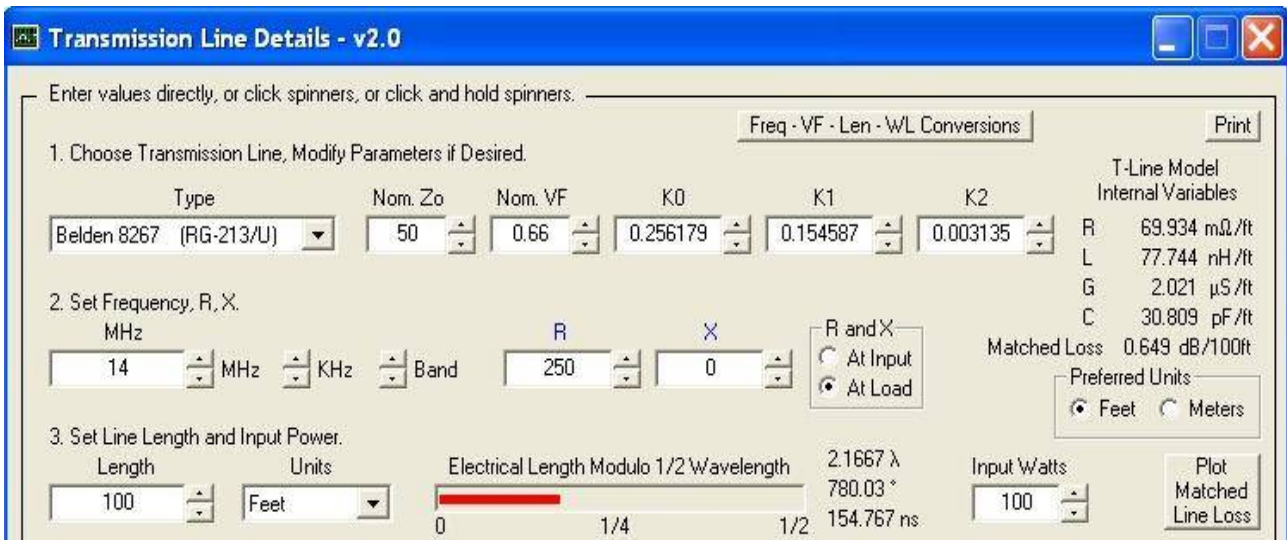 Transmission Line Details - v2.0
Enter values directly, or click spinners, or click and hold spinners.
Freq - VF - Len - WL Conversions
Print
1. Choose Transmission Line, Modify Parameters if Desired.
Type Nom. Zo Nom. VF K0 K1 K2
Belden 8267 (RG-213/U) 50 0.66 0.256179 0.154587 0.003135
T-Line Model
Internal Variables
R 69.934 mΩ/ft
L 77.744 nH/ft
G 2.021 µS/ft
C 30.809 pF/ft
Matched Loss 0.649 dB/100ft
2. Set Frequency, R, X.
MHz R X
14 MHz KHz Band 250 0
R and X
At Input
At Load
Preferred Units
Feet Meters
3. Set Line Length and Input Power.
Length Units
100 Feet
Electrical Length Modulo 1/2 Wavelength
0 1/4 1/2
2.1667 λ
780.03 °
154.767 ns
Input Watts
100
Plot
Matched
Line Loss